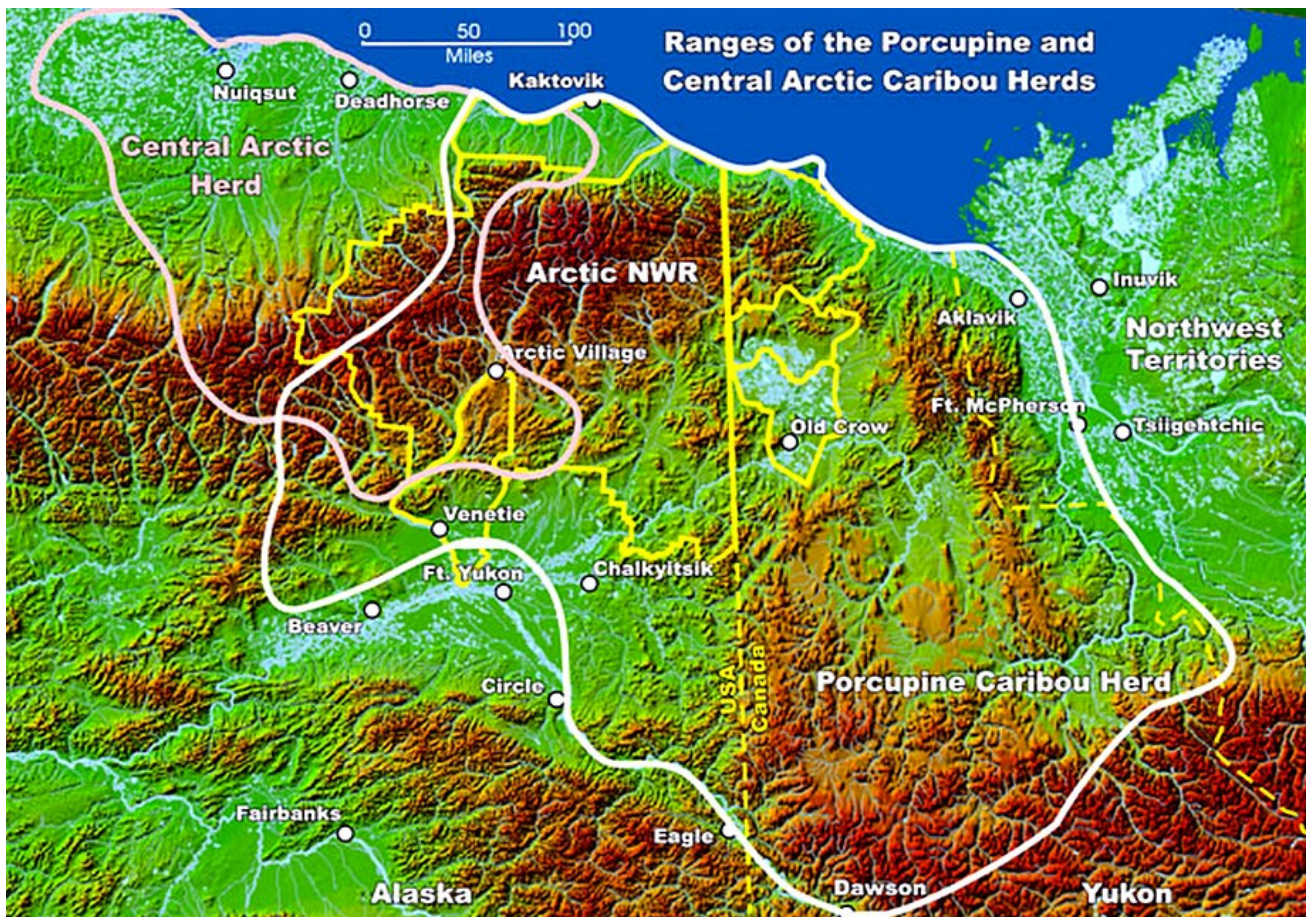 0 50 100
Miles
Ranges of the Porcupine and
Central Arctic Caribou Herds
Kaktovik
Nuiqsut
Deadhorse
Central Arctic
Herd
Arctic NWR
Inuvik
Aklavik
Northwest
Territories
Arctic Village
Ft. McPherson
Old Crow
Tsiigehtchic
Venetie
Ft. Yukon
Chalkyitsik
Beaver
USA
Canada
Circle
Porcupine Caribou Herd
Fairbanks
Eagle
Alaska
Dawson
Yukon